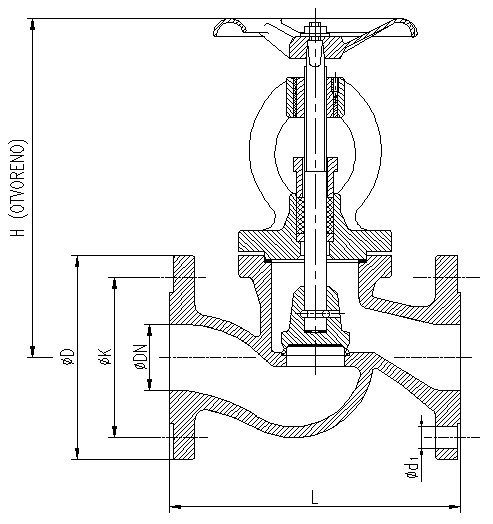 H (OTVORENO)
øD
øK
øDN
ød₁
L